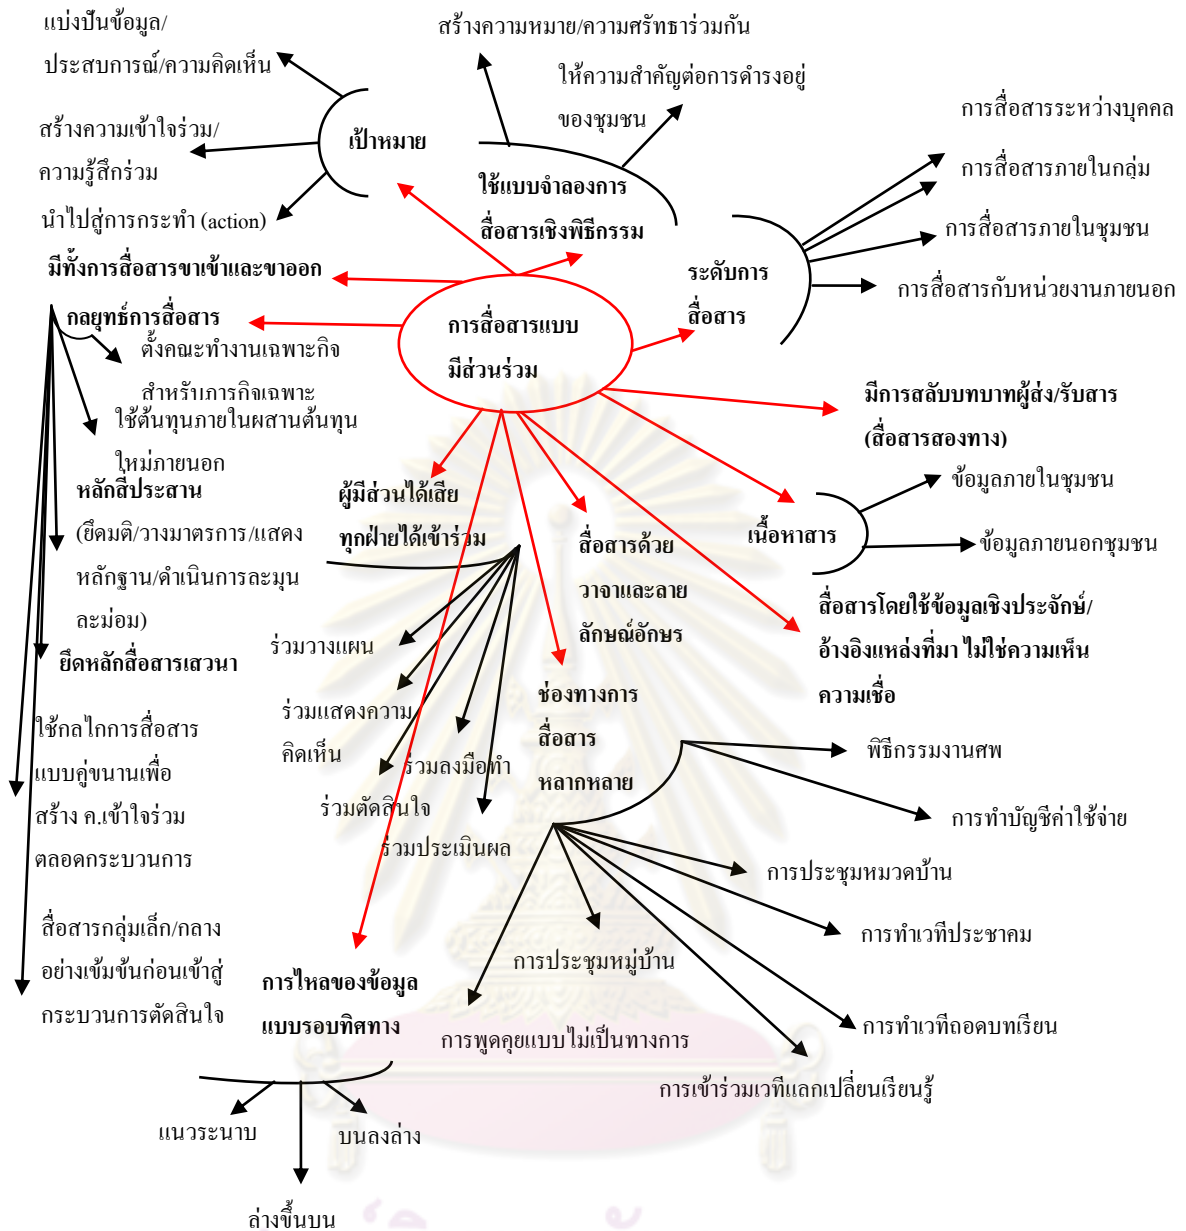 แบ่งปันข้อมูล/
ประสบการณ์/ความคิดเห็น
สร้างความเข้าใจร่วม/
ความรู้สึกร่วม
นำไปสู่การกระทำ (action)
เป้าหมาย
สร้างความหมาย/ความศรัทธาร่วมกัน
ให้ความสำคัญต่อการดำรงอยู่
ของชุมชน
ใช้แบบจำลองการ
สื่อสารเชิงพิธีกรรม
การสื่อสารระหว่างบุคคล
การสื่อสารภายในกลุ่ม
การสื่อสารภายในชุมชน
การสื่อสารกับหน่วยงานภายนอก
ระดับการ
สื่อสาร
มีทั้งการสื่อสารขาเข้าและขาออก
กลยุทธ์การสื่อสาร
ตั้งคณะทำงานเฉพาะกิจ
สำหรับภารกิจเฉพาะ
ใช้ต้นทุนภายในผสานต้นทุน
ใหม่ภายนอก
หลักสี่ประสาน
(ยึดมติ/วางมาตรการ/แสดง
หลักฐาน/ดำเนินการละมุน
ละม่อม)
ยึดหลักสื่อสารเสวนา
ใช้กลไกการสื่อสาร
แบบคู่ขนานเพื่อ
สร้าง ค.เข้าใจร่วม
ตลอดกระบวนการ
สื่อสารกลุ่มเล็ก/กลาง
อย่างเข้มข้นก่อนเข้าสู่
กระบวนการตัดสินใจ
การสื่อสารแบบ
มีส่วนร่วม
มีการสลับบทบาทผู้ส่ง/รับสาร
(สื่อสารสองทาง)
เนื้อหาสาร
ข้อมูลภายในชุมชน
ข้อมูลภายนอกชุมชน
สื่อสารโดยใช้ข้อมูลเชิงประจักษ์/
อ้างอิงแหล่งที่มา ไม่ใช่ความเห็น
ความเชื่อ
ผู้มีส่วนได้เสีย
ทุกฝ่ายได้เข้าร่วม
ร่วมวางแผน
ร่วมแสดงความ
คิดเห็น
ร่วมลงมือทำ
ร่วมตัดสินใจ
ร่วมประเมินผล
สื่อสารด้วย
วาจาและลาย
ลักษณ์อักษร
ช่องทางการ
สื่อสาร
หลากหลาย
พิธีกรรมงานศพ
การทำบัญชีค่าใช้จ่าย
การประชุมหมวดบ้าน
การทำเวทีประชาคม
การประชุมหมู่บ้าน
การทำเวทีถอดบทเรียน
การพูดคุยแบบไม่เป็นทางการ
การเข้าร่วมเวทีแลกเปลี่ยนเรียนรู้
การไหลของข้อมูล
แบบรอบทิศทาง
แนวระนาบ
บนลงล่าง
ล่างขึ้นบน